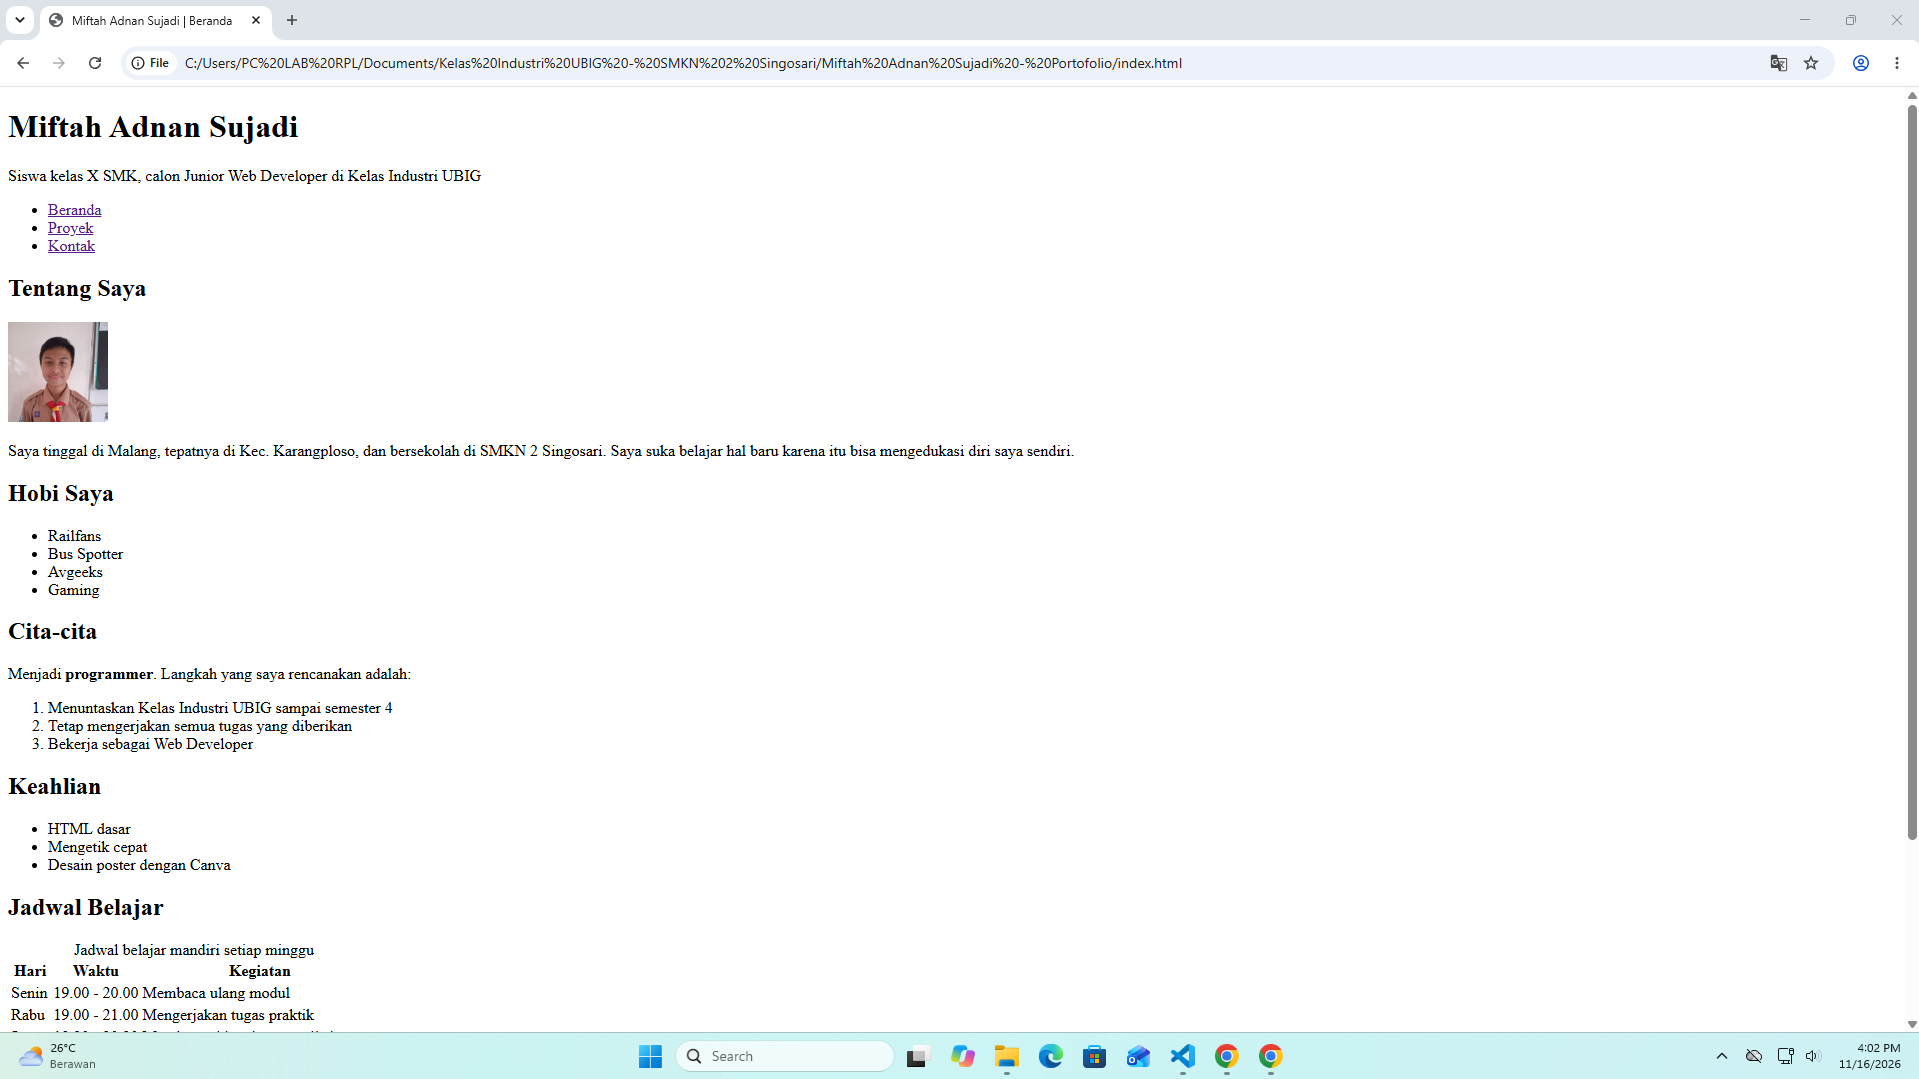 Miftah Adnan Sujadi | Beranda
File
C:/Users/PC%20LAB%20RPL/Documents/Kelas%20Industri%20UBIG%20-%20SMKN%202%20Singosari/Miftah%20Adnan%20Sujadi%20-%20Portofolio/index.html
Miftah Adnan Sujadi
Siswa kelas X SMK, calon Junior Web Developer di Kelas Industri UBIG
• Beranda
• Proyek
• Kontak
Tentang Saya
Saya tinggal di Malang, tepatnya di Kec. Karangploso, dan bersekolah di SMKN 2 Singosari. Saya suka belajar hal baru karena itu bisa mengedukasi diri saya sendiri.
Hobi Saya
• Railfans
• Bus Spotter
• Avgeeks
• Gaming
Cita-cita
Menjadi programmer. Langkah yang saya rencanakan adalah:
1. Menuntaskan Kelas Industri UBIG sampai semester 4
2. Tetap mengerjakan semua tugas yang diberikan
3. Bekerja sebagai Web Developer
Keahlian
• HTML dasar
• Mengetik cepat
• Desain poster dengan Canva
Jadwal Belajar
Jadwal belajar mandiri setiap minggu
Hari Waktu Kegiatan
Senin 19.00 - 20.00 Membaca ulang modul
Rabu 19.00 - 21.00 Mengerjakan tugas praktik
26°C
Berawan
Search
4:02 PM
11/16/2026